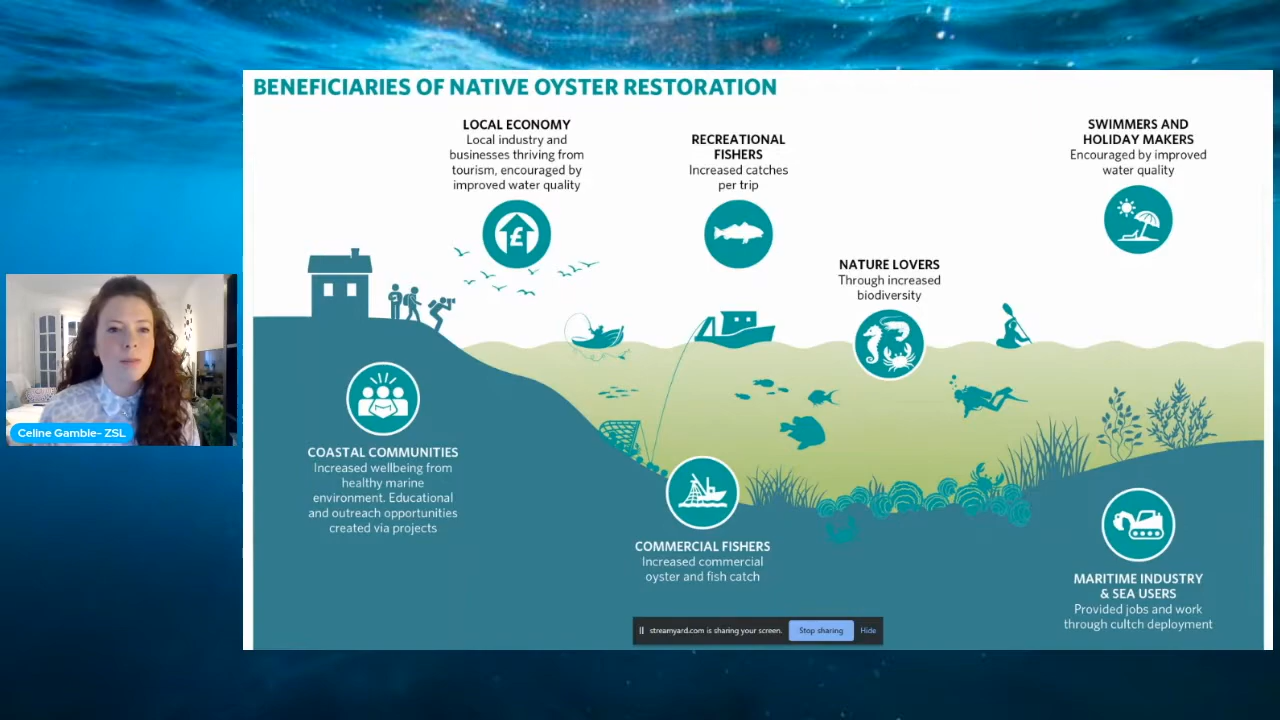 BENEFICIARIES OF NATIVE OYSTER RESTORATION
LOCAL ECONOMY
Local industry and
businesses thriving from
tourism, encouraged by
improved water quality
£
RECREATIONAL
FISHERS
Increased catches
per trip
SWIMMERS AND
HOLIDAY MAKERS
Encouraged by improved
water quality
NATURE LOVERS
Through increased
biodiversity
Celine Gamble- ZSL
COASTAL COMMUNITIES
Increased wellbeing from
healthy marine
environment. Educational
and outreach opportunities
created via projects
COMMERCIAL FISHERS
Increased commercial
oyster and fish catch
MARITIME INDUSTRY
& SEA USERS
Provided jobs and work
through cultch deployment
streamyard.com is sharing your screen. Stop sharing Hide